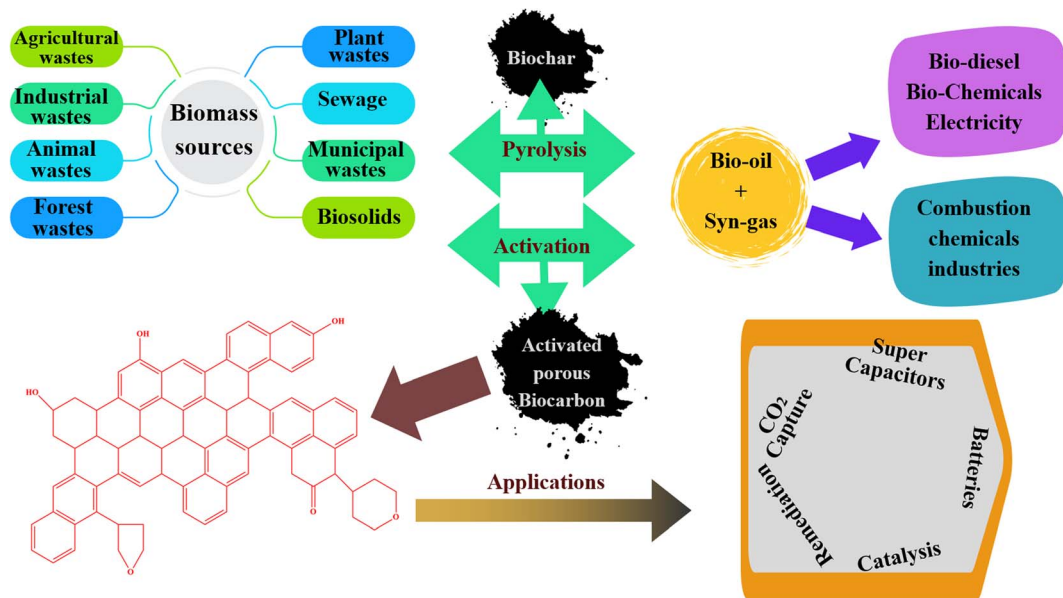 Agricultural
wastes
Industrial
wastes
Animal
wastes
Forest
wastes
Biomass
sources
Plant
wastes
Sewage
Municipal
wastes
Biosolids
Biochar
Pyrolysis
Activation
Activated
porous
Biocarbon
Bio-oil
+
Syn-gas
Bio-diesel
Bio-Chemicals
Electricity
Combustion
chemicals
industries
OH
OH
HO
O
O
O
Applications
Super
Capacitors
Batteries
Catalysis
Remediation
CO₂
Capture